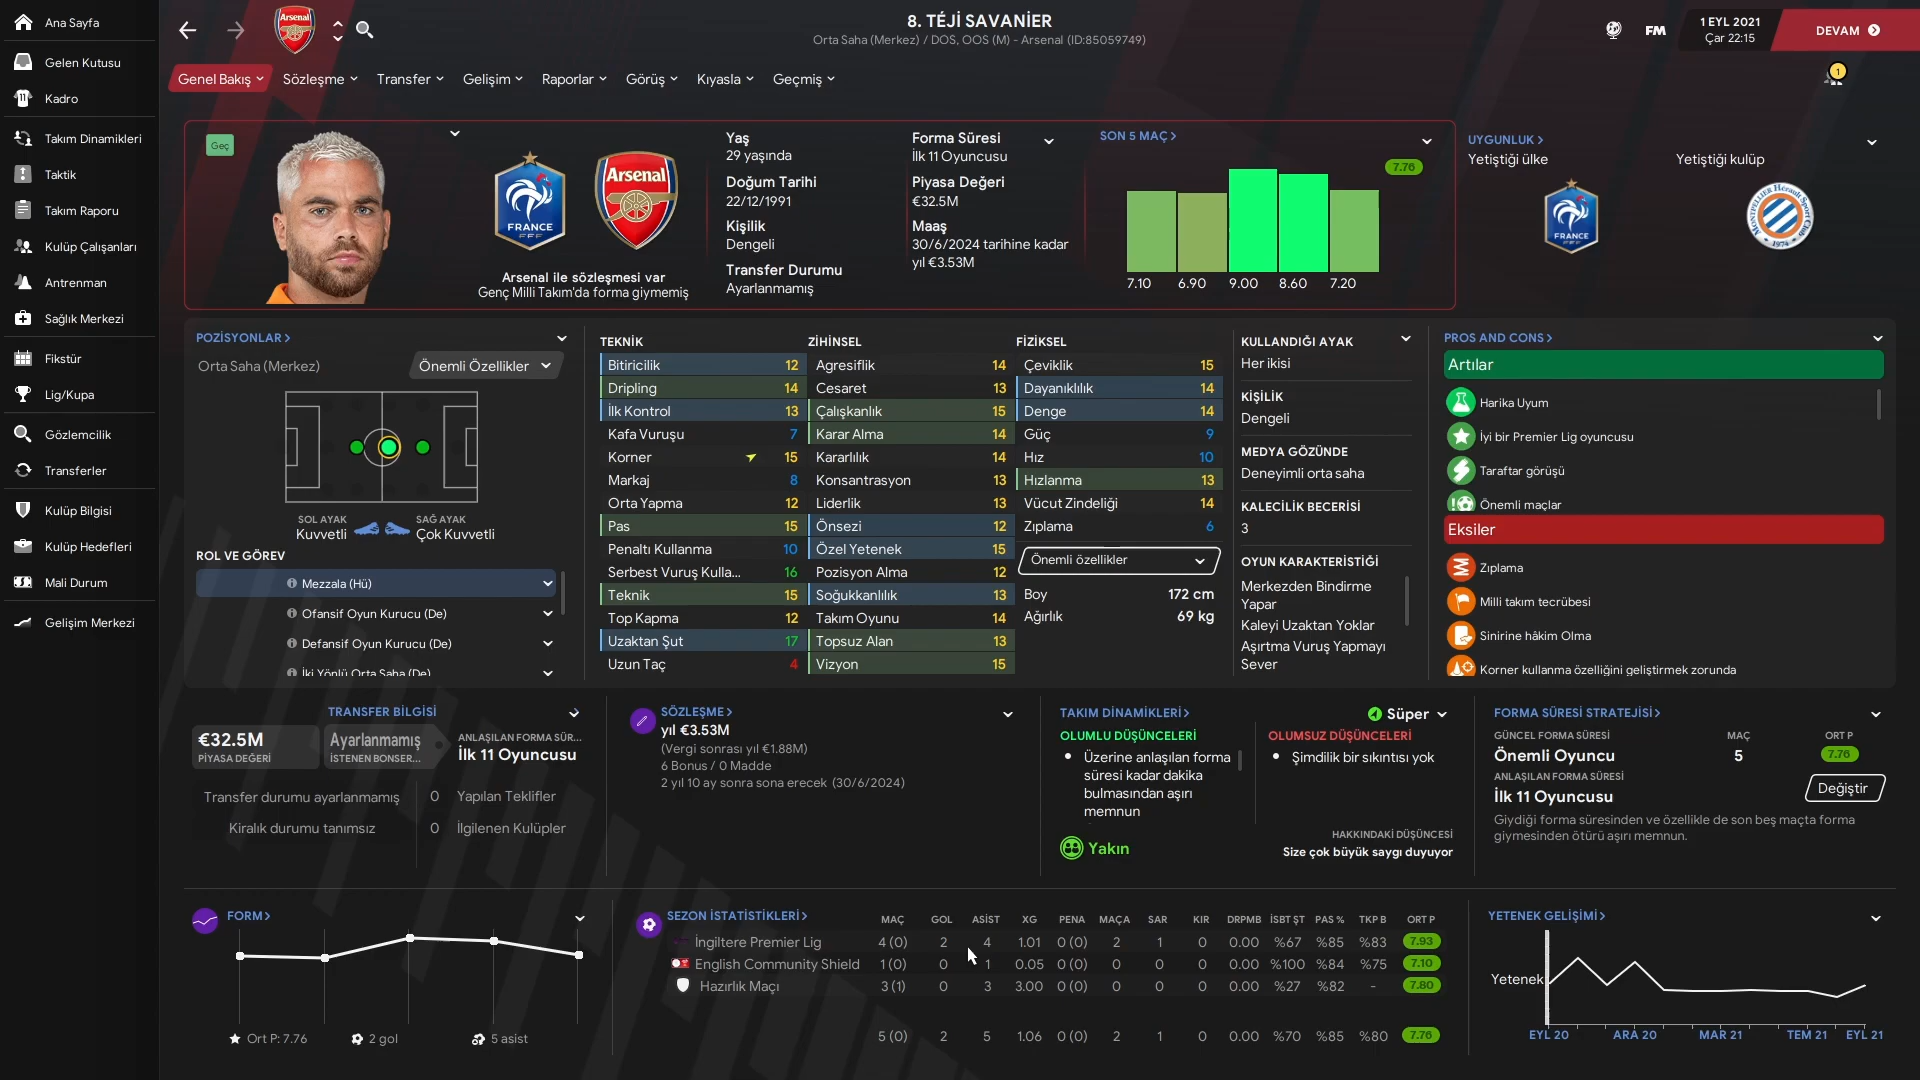 Ana Sayfa
Gelen Kutusu
Kadro
Takım Dinamikleri
Taktik
Takım Raporu
Kulüp Çalışanları
Antrenman
Sağlık Merkezi
Fikstür
Lig/Kupa
Gözlemcilik
Transferler
Kulüp Bilgisi
Kulüp Hedefleri
Mali Durum
Gelişim Merkezi
Arsenal
8. TÉJİ SAVANİER
Orta Saha (Merkez) / DOS, OOS (M) - Arsenal (ID:85059749)
FM
1 EYL 2021
Çar 22:15
DEVAM
Genel Bakış
Sözleşme
Transfer
Gelişim
Raporlar
Görüş
Kıyasla
Geçmiş
1
Geç
FRANCE
FFF
Arsenal
Arsenal ile sözleşmesi var
Genç Milli Takım'da forma giymemiş
Yaş
29 yaşında
Doğum Tarihi
22/12/1991
Kişilik
Dengeli
Transfer Durumu
Ayarlanmamış
Forma Süresi
İlk 11 Oyuncusu
Piyasa Değeri
€32.5M
Maaş
30/6/2024 tarihine kadar
yıl €3.53M
SON 5 MAÇ
7.76
7.10 6.90 9.00 8.60 7.20
UYGUNLUK
Yetiştiği ülke
Yetiştiği kulüp
FRANCE
FFF
1974
POZİSYONLAR
Orta Saha (Merkez)
Önemli Özellikler
SOL AYAK
Kuvvetli
SAĞ AYAK
Çok Kuvvetli
ROL VE GÖREV
Mezzala (Hü)
Ofansif Oyun Kurucu (De)
Defansif Oyun Kurucu (De)
İki Yönlü Orta Saha (De)
TEKNİK
Bitiricilik 12
Dripling 14
İlk Kontrol 13
Kafa Vuruşu 7
Korner 15
Markaj 8
Orta Yapma 12
Pas 15
Penaltı Kullanma 10
Serbest Vuruş Kulla... 16
Teknik 15
Top Kapma 12
Uzaktan Şut 17
Uzun Taç 4
ZİHİNSEL
Agresiflik 14
Cesaret 13
Çalışkanlık 15
Karar Alma 14
Kararlılık 14
Konsantrasyon 13
Liderlik 13
Önsezi 12
Özel Yetenek 15
Pozisyon Alma 12
Soğukkanlılık 13
Takım Oyunu 14
Topsuz Alan 13
Vizyon 15
FİZİKSEL
Çeviklik 15
Dayanıklılık 14
Denge 14
Güç 9
Hız 10
Hızlanma 13
Vücut Zindeliği 14
Zıplama 6
Önemli özellikler
Boy 172 cm
Ağırlık 69 kg
KULLANDIĞI AYAK
Her ikisi
KİŞİLİK
Dengeli
MEDYA GÖZÜNDE
Deneyimli orta saha
KALECİLİK BECERİSİ
3
OYUN KARAKTERİSTİĞİ
Merkezden Bindirme
Yapar
Kaleyi Uzaktan Yoklar
Aşırtma Vuruş Yapmayı
Sever
PROS AND CONS
Artılar
Harika Uyum
İyi bir Premier Lig oyuncusu
Taraftar görüşü
Önemli maçlar
Eksiler
Zıplama
Milli takım tecrübesi
Sinirine hâkim Olma
Korner kullanma özelliğini geliştirmek zorunda
TRANSFER BİLGİSİ
€32.5M
PİYASA DEĞERİ
Ayarlanmamış
İSTENEN BONSER...
ANLAŞILAN FORMA SÜR...
İlk 11 Oyuncusu
Transfer durumu ayarlanmamış
0 Yapılan Teklifler
Kiralık durumu tanımsız
0 İlgilenen Kulüpler
SÖZLEŞME
yıl €3.53M
(Vergi sonrası yıl €1.88M)
6 Bonus / 0 Madde
2 yıl 10 ay sonra sona erecek (30/6/2024)
TAKIM DİNAMİKLERİ
Süper
OLUMLU DÜŞÜNCELERİ
• Üzerine anlaşılan forma
süresi kadar dakika
bulmasından aşırı
memnun
OLUMSUZ DÜŞÜNCELERİ
• Şimdilik bir sıkıntısı yok
Yakın
HAKKINDAKİ DÜŞÜNCESİ
Size çok büyük saygı duyuyor
FORMA SÜRESİ STRATEJİSİ
GÜNCEL FORMA SÜRESİ
Önemli Oyuncu
MAÇ
5
ORT P
7.76
ANLAŞILAN FORMA SÜRESİ
İlk 11 Oyuncusu
Değiştir
Giydiği forma süresinden ve özellikle de son beş maçta forma
giymesinden ötürü aşırı memnun.
FORM
Ort P: 7.76
2 gol
5 asist
SEZON İSTATİSTİKLERİ MAÇ GOL ASİST XG PENA MAÇA SAR KIR DRPMB İSBT ŞT PAS % TKP B ORT P
İngiltere Premier Lig 4 (0) 2 4 1.01 0 (0) 2 1 0 0.00 %67 %85 %83 7.93
English Community Shield 1 (0) 0 1 0.05 0 (0) 0 0 0 0.00 %100 %84 %75 7.10
Hazırlık Maçı 3 (1) 0 3 3.00 0 (0) 0 0 0 0.00 %27 %82 - 7.80
5 (0) 2 5 1.06 0 (0) 2 1 0 0.00 %70 %85 %80 7.76
YETENEK GELİŞİMİ
Yetenek
EYL 20 ARA 20 MAR 21 TEM 21 EYL 21